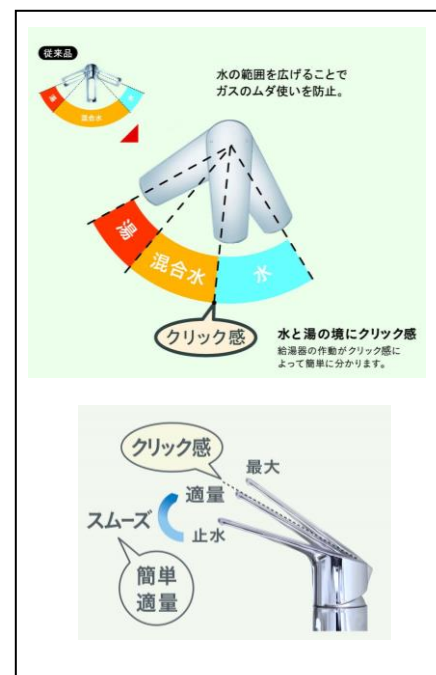 従来品
湯
混合水
水
水の範囲を広げることで
ガスのムダ使いを防止。
湯
混合水
水
クリック感
水と湯の境にクリック感
給湯器の作動がクリック感に
よって簡単に分かります。
クリック感
最大
適量
スムーズ
止水
簡単
適量